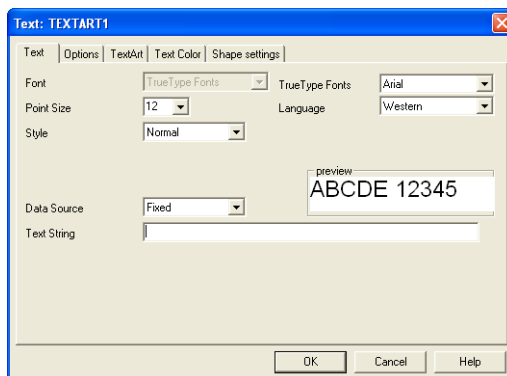 Text: TEXTART1
Text Options TextArt Text Color Shape settings
Font TrueType Fonts TrueType Fonts Arial
Point Size 12 Language Western
Style Normal
preview
ABCDE 12345
Data Source Fixed
Text String
OK Cancel Help